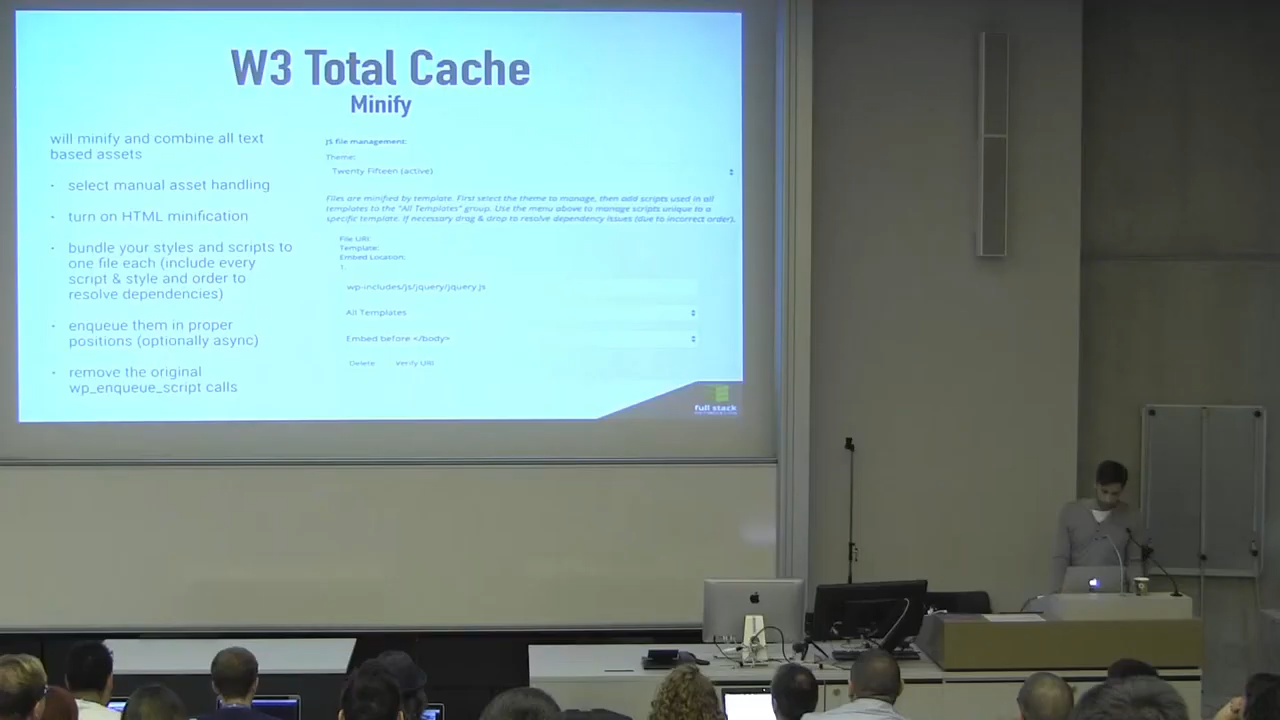 W3 Total Cache
Minify
will minify and combine all text
based assets
· select manual asset handling
· turn on HTML minification
· bundle your styles and scripts to
one file each (include every
script & style and order to
resolve dependencies)
· enqueue them in proper
positions (optionally async)
· remove the original
wp_enqueue_script calls
JS file management:
Theme:
Twenty Fifteen (active)
Files are minified by template. First select the theme to manage, then add scripts used in all
templates to the "All Templates" group. Use the menu above to manage scripts unique to a
specific template. If necessary drag & drop to resolve dependency issues (due to incorrect order).
File URI:
Template:
Embed Location:
1.
wp-includes/js/jquery/jquery.js
All Templates
Embed before </body>
Delete Verify URI
full stack